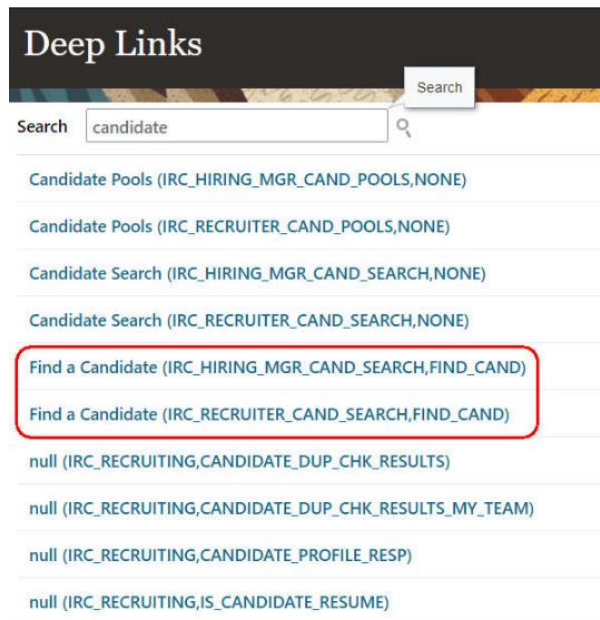 Deep Links
Search
Search candidate
Candidate Pools (IRC_HIRING_MGR_CAND_POOLS,NONE)
Candidate Pools (IRC_RECRUITER_CAND_POOLS,NONE)
Candidate Search (IRC_HIRING_MGR_CAND_SEARCH,NONE)
Candidate Search (IRC_RECRUITER_CAND_SEARCH,NONE)
Find a Candidate (IRC_HIRING_MGR_CAND_SEARCH,FIND_CAND)
Find a Candidate (IRC_RECRUITER_CAND_SEARCH,FIND_CAND)
null (IRC_RECRUITING,CANDIDATE_DUP_CHK_RESULTS)
null (IRC_RECRUITING,CANDIDATE_DUP_CHK_RESULTS_MY_TEAM)
null (IRC_RECRUITING,CANDIDATE_PROFILE_RESP)
null (IRC_RECRUITING,IS_CANDIDATE_RESUME)